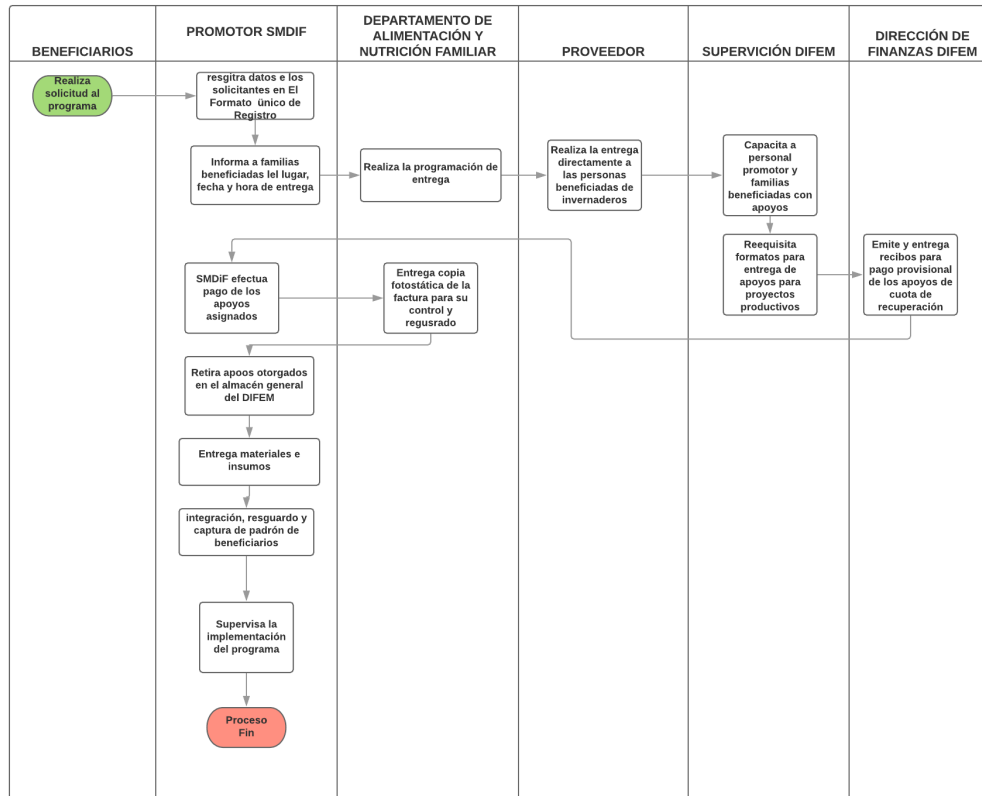 BENEFICIARIOS
PROMOTOR SMDIF
DEPARTAMENTO DE
ALIMENTACIÓN Y
NUTRICIÓN FAMILIAR
PROVEEDOR
SUPERVICIÓN DIFEM
DIRECCIÓN DE
FINANZAS DIFEM
Realiza
solicitud al
programa
resgitra datos e los
solicitantes en El
Formato ünico de
Registro
Informa a familias
beneficiadas lel lugar,
fecha y hora de entrega
Realiza la programación de
entrega
Realiza la entrega
directamente a
las personas
beneficiadas de
invernaderos
Capacita a
personal
promotor y
familias
beneficiadas con
apoyos
Reequisita
formatos para
entrega de
apoyos para
proyectos
productivos
Emite y entrega
recibos para
pago provisional
de los apoyos de
cuota de
recuperación
SMDiF efectua
pago de los
apoyos
asignados
Entrega copia
fotostática de la
factura para su
control y
regusrado
Retira apoos otorgados
en el almacén general
del DIFEM
Entrega materiales e
insumos
integración, resguardo y
captura de padrón de
beneficiarios
Supervisa la
implementación
del programa
Proceso
Fin